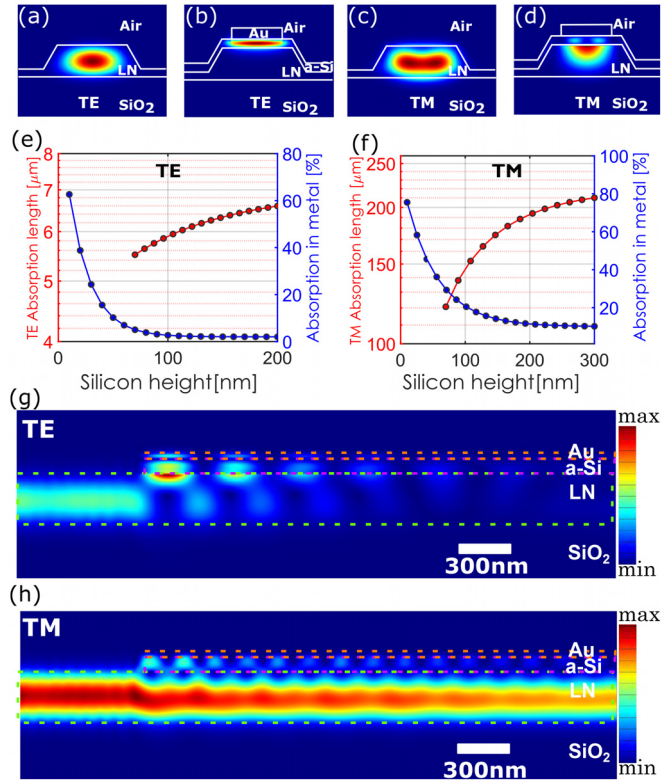 (a)
Air
LN
TE
SiO₂
(b)
Au
Air
LN
a-Si
TE
SiO₂
(c)
Air
LN
TM
SiO₂
(d)
Air
LN
a-Si
TM
SiO₂
(e)
TE
TE Absorption length [μm]
8
7
6
5
4
Absorption in metal [%]
80
60
40
20
0
0
100
200
Silicon height[nm]
(f)
TM
TM Absorption length [μm]
250
200
150
100
Absorption in metal [%]
100
80
60
40
20
0
100
200
300
Silicon height[nm]
(g)
TE
Au
a-Si
LN
SiO₂
300nm
max
min
(h)
TM
Au
a-Si
LN
SiO₂
300nm
max
min